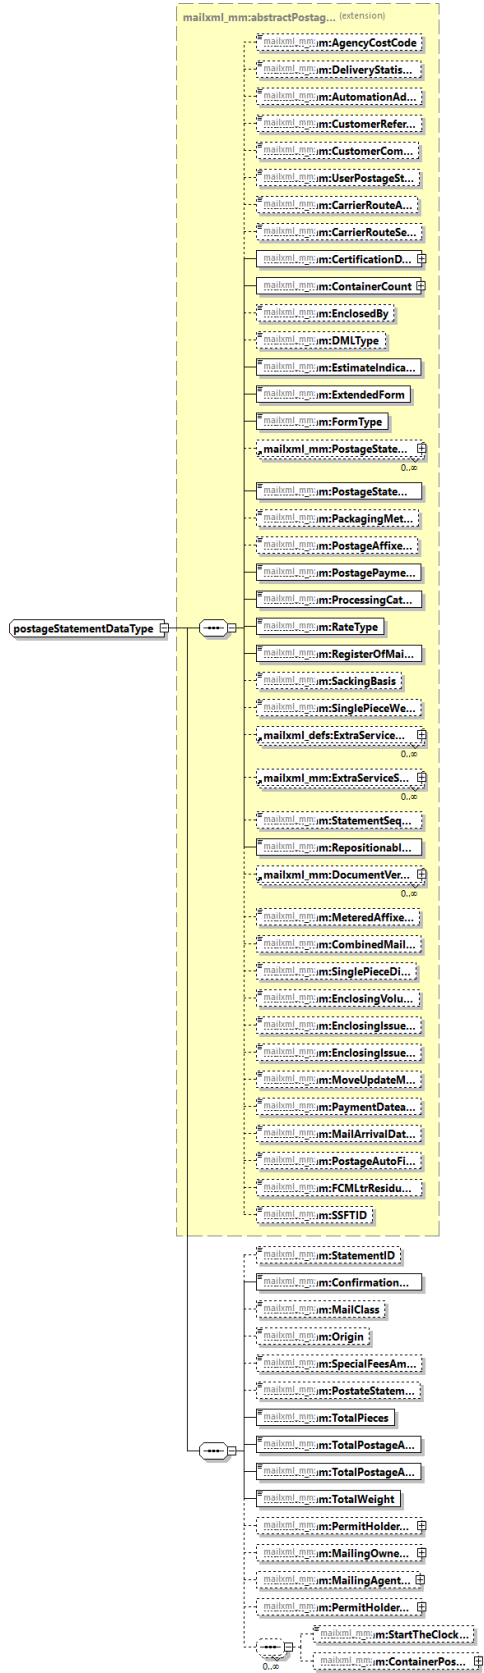 mailxml_mm:abstractPostag... (extension)
mailxml_mm:AgencyCostCode
mailxml_mm:DeliveryStatis...
mailxml_mm:AutomationAd...
mailxml_mm:CustomerRefer...
mailxml_mm:CustomerCom...
mailxml_mm:UserPostageSt...
mailxml_mm:CarrierRouteA...
mailxml_mm:CarrierRouteSe...
mailxml_mm:CertificationD...
mailxml_mm:ContainerCount
mailxml_mm:EnclosedBy
mailxml_mm:DMLType
mailxml_mm:EstimateIndica...
mailxml_mm:ExtendedForm
mailxml_mm:FormType
mailxml_mm:PostageState...
0..∞
mailxml_mm:PostageState...
mailxml_mm:PackagingMet...
mailxml_mm:PostageAffixe...
mailxml_mm:PostagePayme...
mailxml_mm:ProcessingCat...
postageStatementDataType
mailxml_mm:RateType
mailxml_mm:RegisterOfMai...
mailxml_mm:SackingBasis
mailxml_mm:SinglePieceWe...
mailxml_defs:ExtraService...
0..∞
mailxml_mm:ExtraServiceS...
0..∞
mailxml_mm:StatementSeq...
mailxml_mm:Repositionabl...
mailxml_mm:DocumentVer...
0..∞
mailxml_mm:MeteredAffixe...
mailxml_mm:CombinedMail...
mailxml_mm:SinglePieceDi...
mailxml_mm:EnclosingVolu...
mailxml_mm:EnclosingIssue...
mailxml_mm:EnclosingIssue...
mailxml_mm:MoveUpdateM...
mailxml_mm:PaymentDatea...
mailxml_mm:MailArrivalDat...
mailxml_mm:PostageAutoFi...
mailxml_mm:FCMLtrResidu...
mailxml_mm:SSFTID
mailxml_mm:StatementID
mailxml_mm:Confirmation...
mailxml_mm:MailClass
mailxml_mm:Origin
mailxml_mm:SpecialFeesAm...
mailxml_mm:PostateStatem...
mailxml_mm:TotalPieces
mailxml_mm:TotalPostageA...
mailxml_mm:TotalPostageA...
mailxml_mm:TotalWeight
mailxml_mm:PermitHolder...
mailxml_mm:MailingOwne...
mailxml_mm:MailingAgent...
mailxml_mm:PermitHolder...
mailxml_mm:StartTheClock...
0..∞
mailxml_mm:ContainerPos...